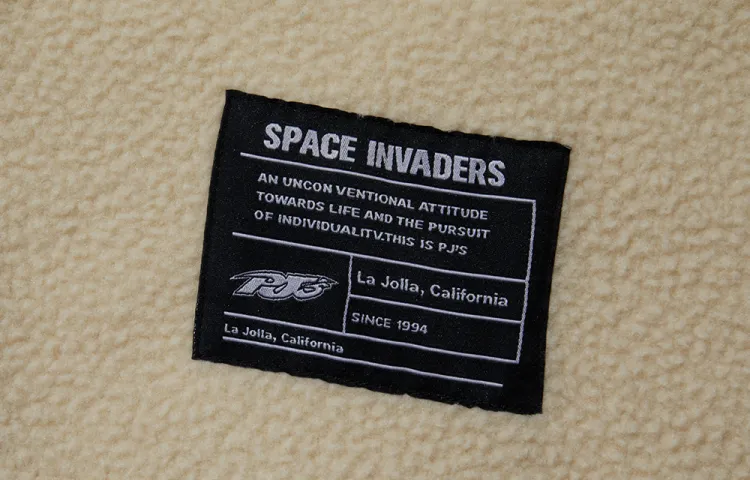 SPACE INVADERS
AN UNCON VENTIONAL ATTITUDE
TOWARDS LIFE AND THE PURSUIT
OF INDIVIDUALITV.THIS IS PJ'S
PJ's
La Jolla, California
SINCE 1994
La Jolla, California